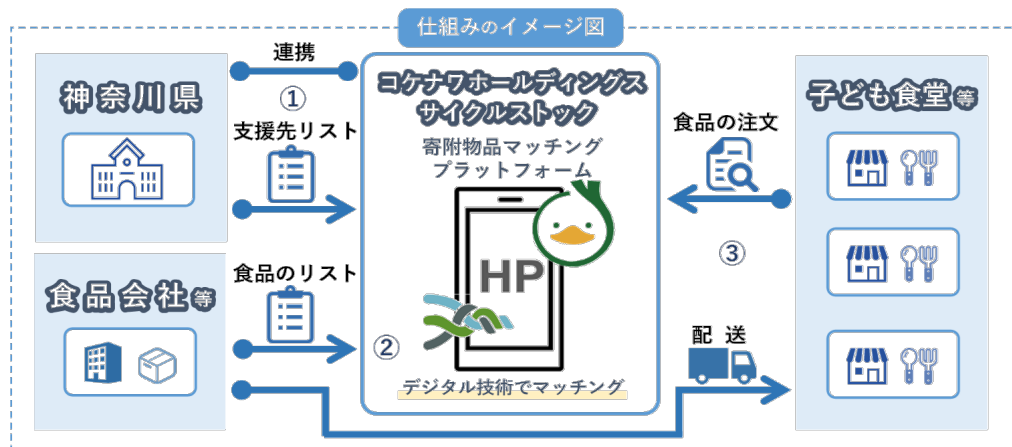 仕組みのイメージ図
神奈川県
連携
①
支援先リスト
食品会社等
食品のリスト
②
コケナワホールディングス
サイクルストック
寄附物品マッチング
プラットフォーム
HP
デジタル技術でマッチング
食品の注文
③
配送
子ども食堂等